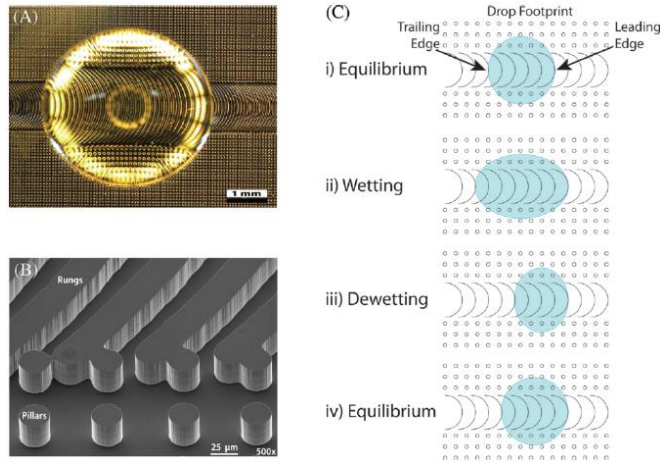 (A)
1 mm
(B)
Rungs
Pillars
25 µm
500x
(C)
Drop Footprint
Trailing
Edge
Leading
Edge
i) Equilibrium
ii) Wetting
iii) Dewetting
iv) Equilibrium